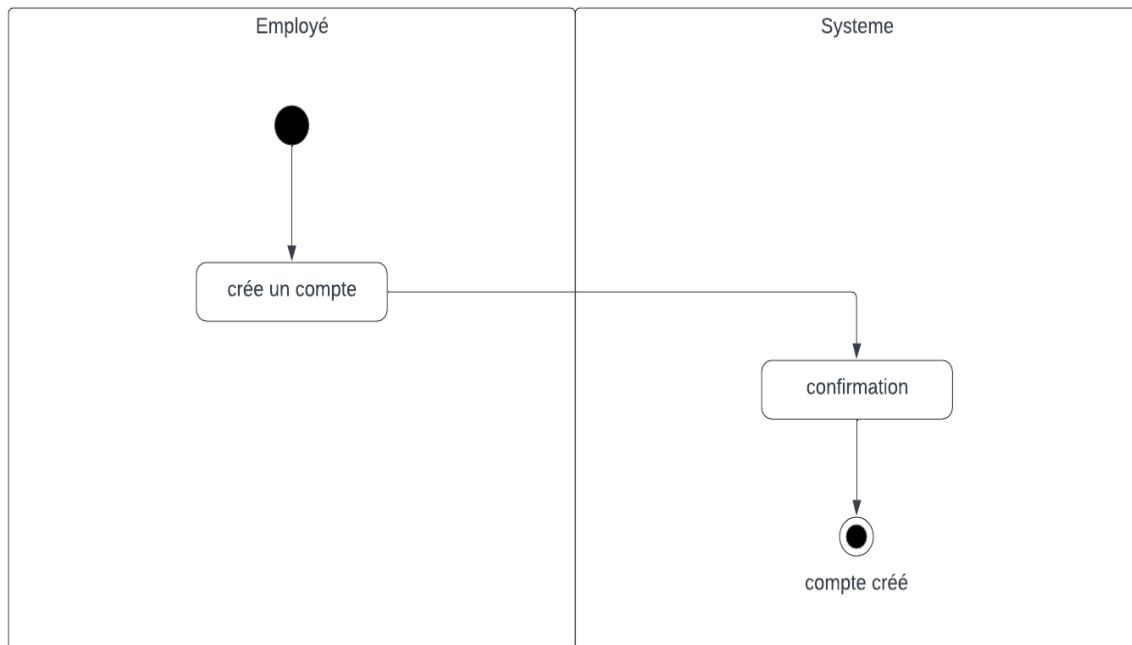 Employé
Systeme
crée un compte
confirmation
compte créé